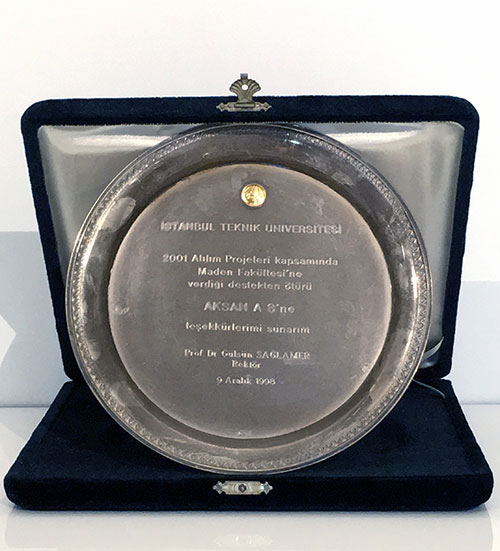 İSTANBUL TEKNİK ÜNİVERSİTESİ
2001 Atılım Projeleri kapsamında
Maden Fakültesi'ne
verdiği destekten ötürü
AKSAN A Ş'ne
teşekkürlerimi sunarım
Prof Dr Gülsün SAĞLAMER
Rektör
9 Aralık 1998